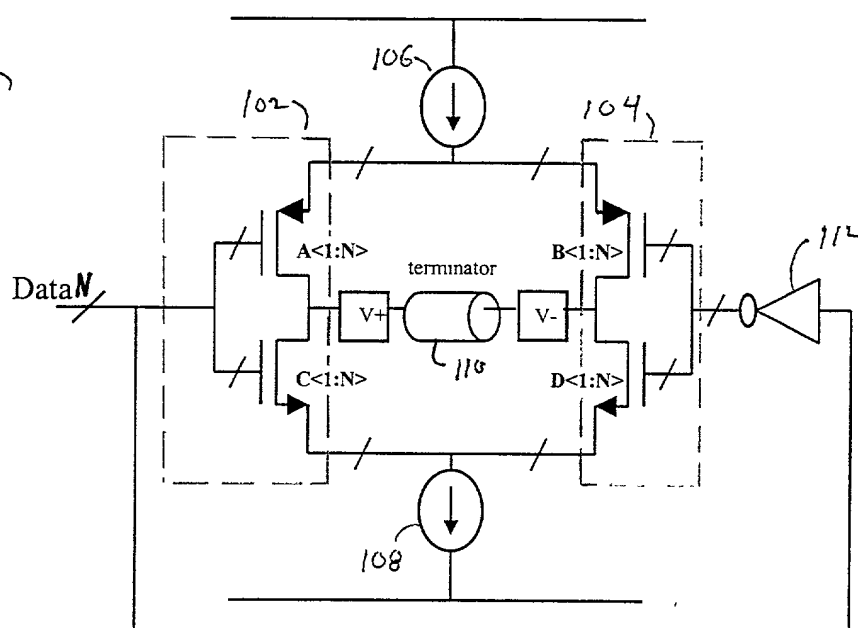 106
102
104
A<1:N>
B<1:N>
112
terminator
DataN
V+
V-
110
C<1:N>
D<1:N>
108